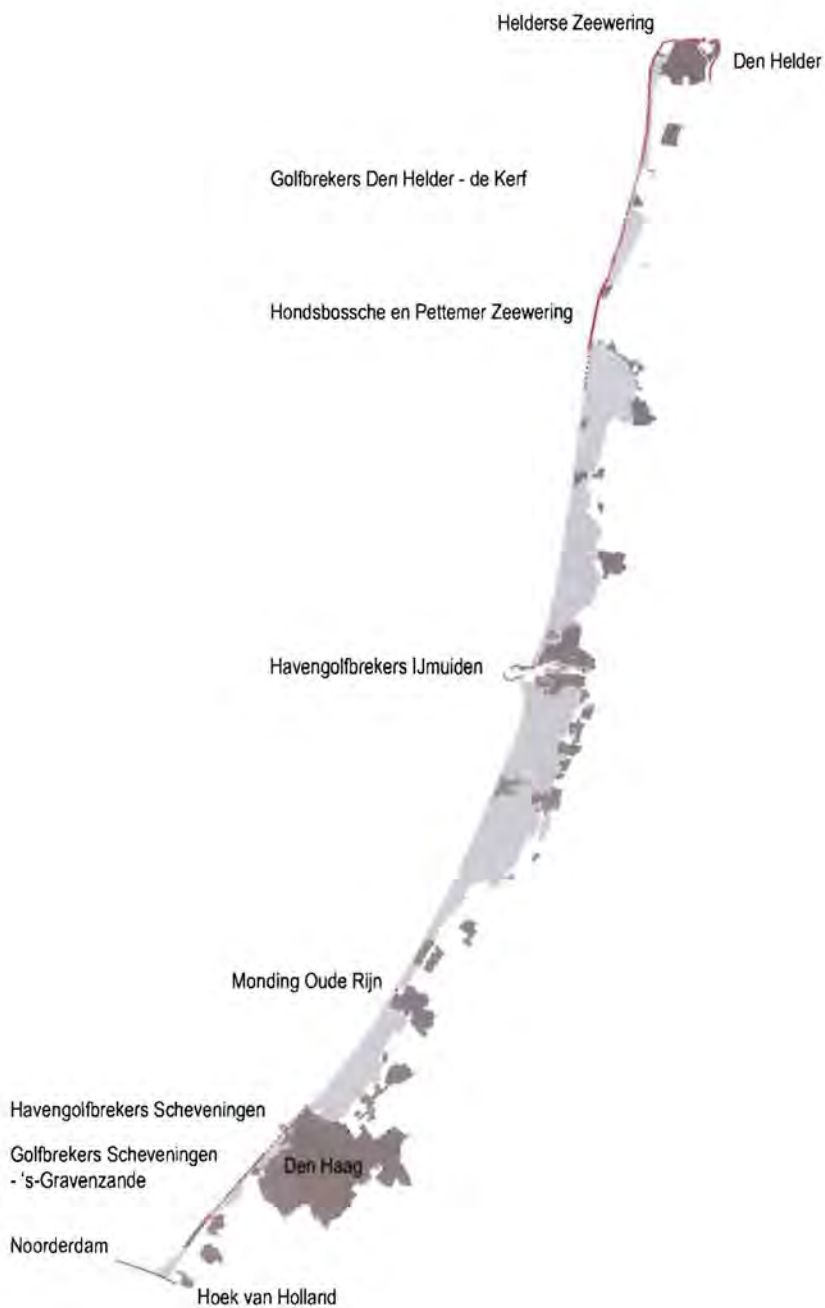 Helderse Zeewering
Den Helder
Golfbrekers Den Helder - de Kerf
Hondsbossche en Pettemer Zeewering
Havengolfbrekers IJmuiden
Monding Oude Rijn
Havengolfbrekers Scheveningen
Golfbrekers Scheveningen
- 's-Gravenzande
Den Haag
Noorderdam
Hoek van Holland